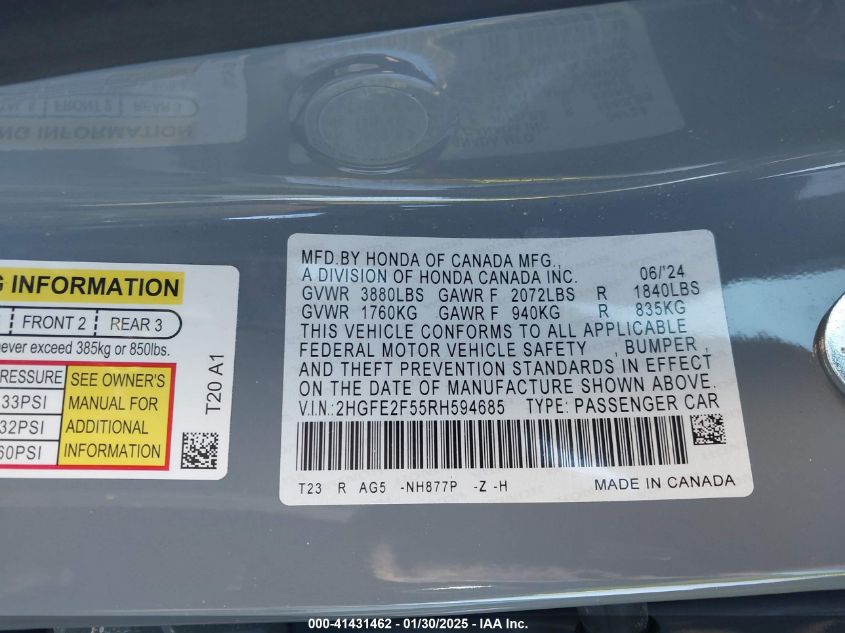 G INFORMATION
FRONT 2 | REAR 3
never exceed 385kg or 850lbs.
PRESSURE
33PSI
32PSI
60PSI
SEE OWNER'S
MANUAL FOR
ADDITIONAL
INFORMATION
T20 A1
MFD.BY HONDA OF CANADA MFG.,
A DIVISION OF HONDA CANADA INC. 06/'24
GVWR 3880LBS GAWR F 2072LBS R 1840LBS
GVWR 1760KG GAWR F 940KG R 835KG
THIS VEHICLE CONFORMS TO ALL APPLICABLE
FEDERAL MOTOR VEHICLE SAFETY , BUMPER ,
AND THEFT PREVENTION STANDARDS IN EFFECT
ON THE DATE OF MANUFACTURE SHOWN ABOVE.
V.I.N.:2HGFE2F55RH594685 TYPE: PASSENGER CAR
T23 R AG5 -NH877P -Z -H MADE IN CANADA
000-41431462 - 01/30/2025 - IAA Inc.